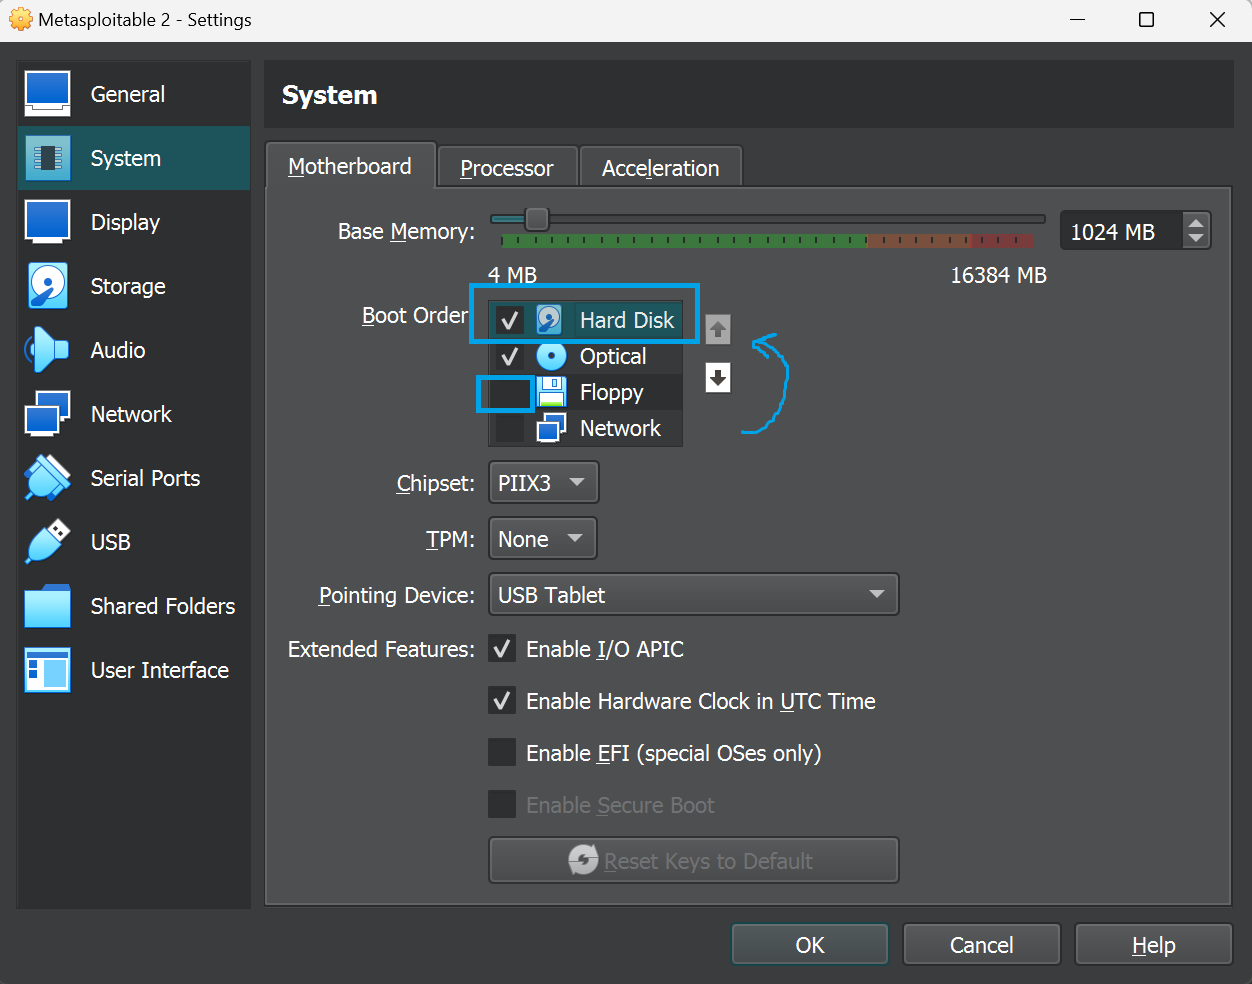 Metasploitable 2 - Settings
General
System
Display
Storage
Audio
Network
Serial Ports
USB
Shared Folders
User Interface
System
Motherboard Processor Acceleration
Base Memory: 1024 MB
4 MB 16384 MB
Boot Order Hard Disk
Optical
Floppy
Network
Chipset: PIIX3
TPM: None
Pointing Device: USB Tablet
Extended Features: Enable I/O APIC
Enable Hardware Clock in UTC Time
Enable EFI (special OSes only)
Enable Secure Boot
Reset Keys to Default
OK Cancel Help